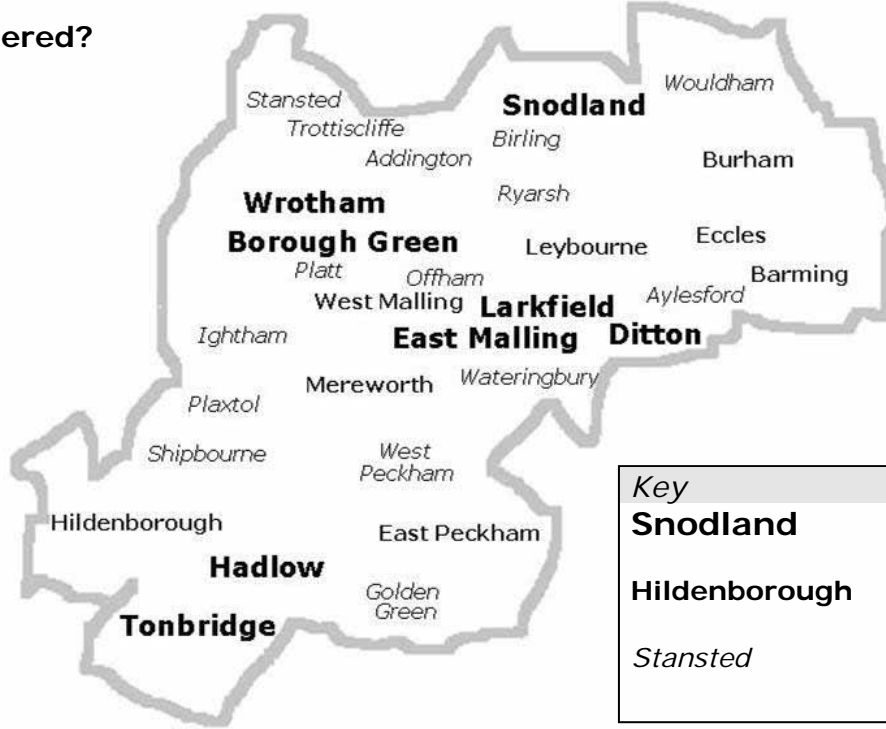 ered?
Wouldham
Stansted
Snodland
Trottiscliffe
Birling
Addington
Burham
Ryarsh
Wrotham
Borough Green
Leybourne
Eccles
Platt
Offham
Barming
West Malling
Larkfield
Aylesford
Ightham
East Malling
Ditton
Mereworth
Wateringbury
Plaxtol
Shipbourne
West
Peckham
Hildenborough
East Peckham
Hadlow
Golden
Green
Tonbridge
Key
Snodland
Hildenborough
Stansted